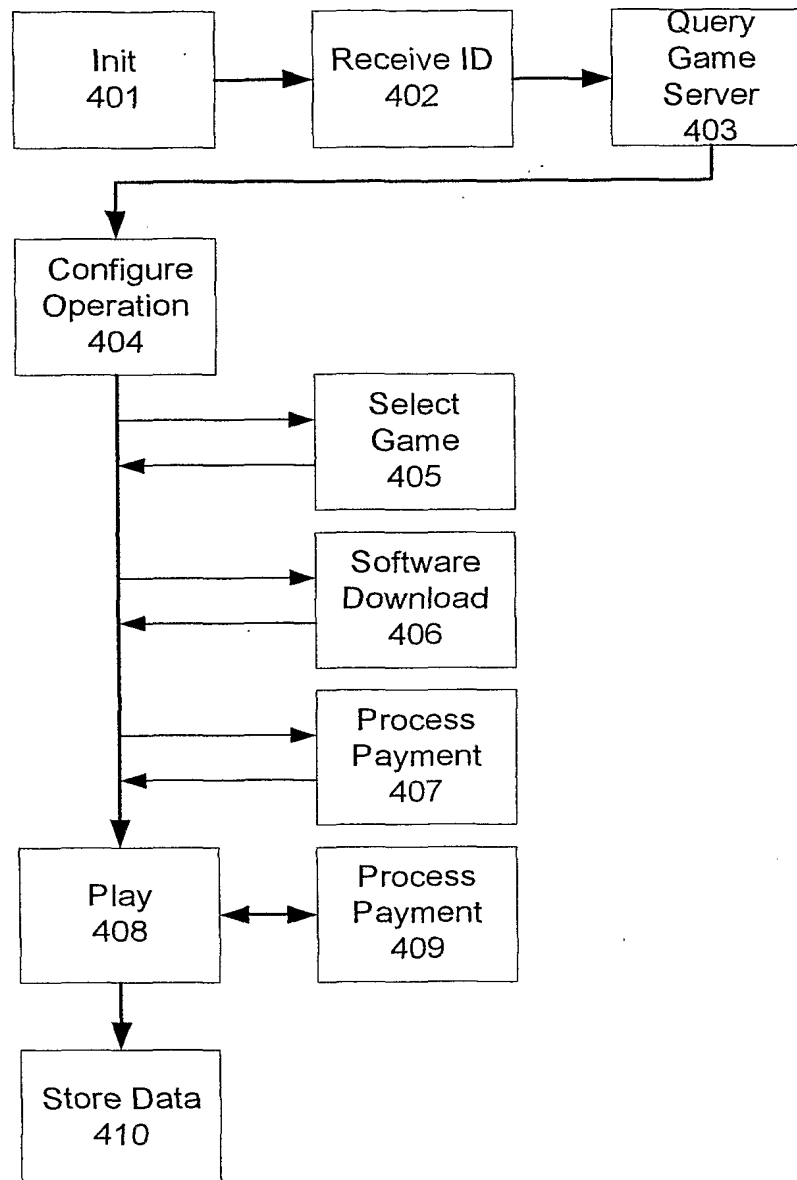 Init
401
Receive ID
402
Query
Game
Server
403
Configure
Operation
404
Select
Game
405
Software
Download
406
Process
Payment
407
Play
408
Process
Payment
409
Store Data
410